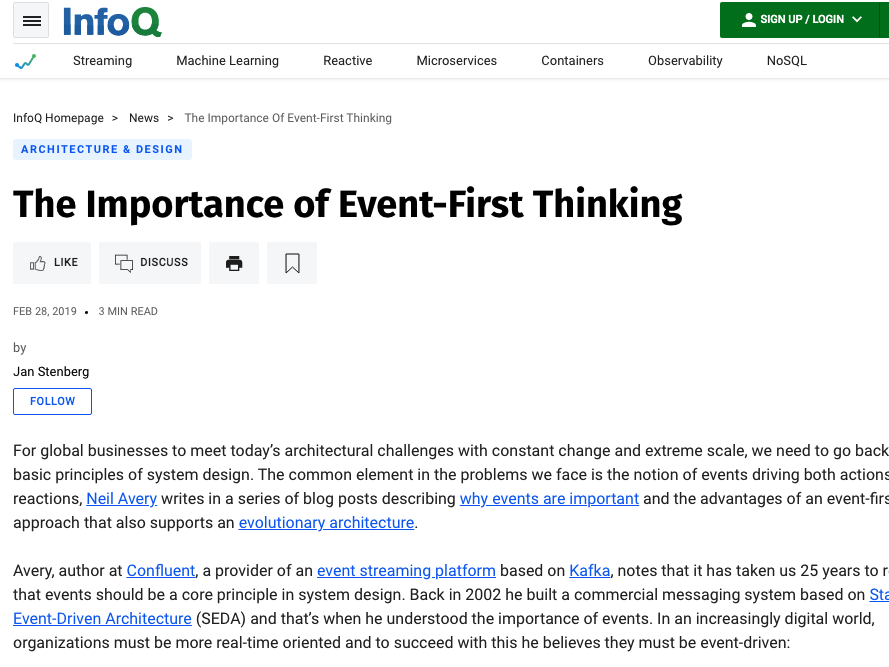 InfoQ
SIGN UP / LOGIN
Streaming Machine Learning Reactive Microservices Containers Observability NoSQL
InfoQ Homepage > News > The Importance Of Event-First Thinking
ARCHITECTURE & DESIGN
The Importance of Event-First Thinking
LIKE DISCUSS
FEB 28, 2019 • 3 MIN READ
by
Jan Stenberg
FOLLOW
For global businesses to meet today’s architectural challenges with constant change and extreme scale, we need to go back
basic principles of system design. The common element in the problems we face is the notion of events driving both actions
reactions, Neil Avery writes in a series of blog posts describing why events are important and the advantages of an
approach that also supports an evolutionary architecture.
Avery, author at Confluent, a provider of an event streaming platform based on Kafka, notes that it has taken us 25 years to
that events should be a core principle in system design. Back in 2002 he built a commercial messaging system based on
Event-Driven Architecture (SEDA) and that’s when he understood the importance of events. In an increasingly digital world,
organizations must be more real-time oriented and to succeed with this he believes they must be event-driven: